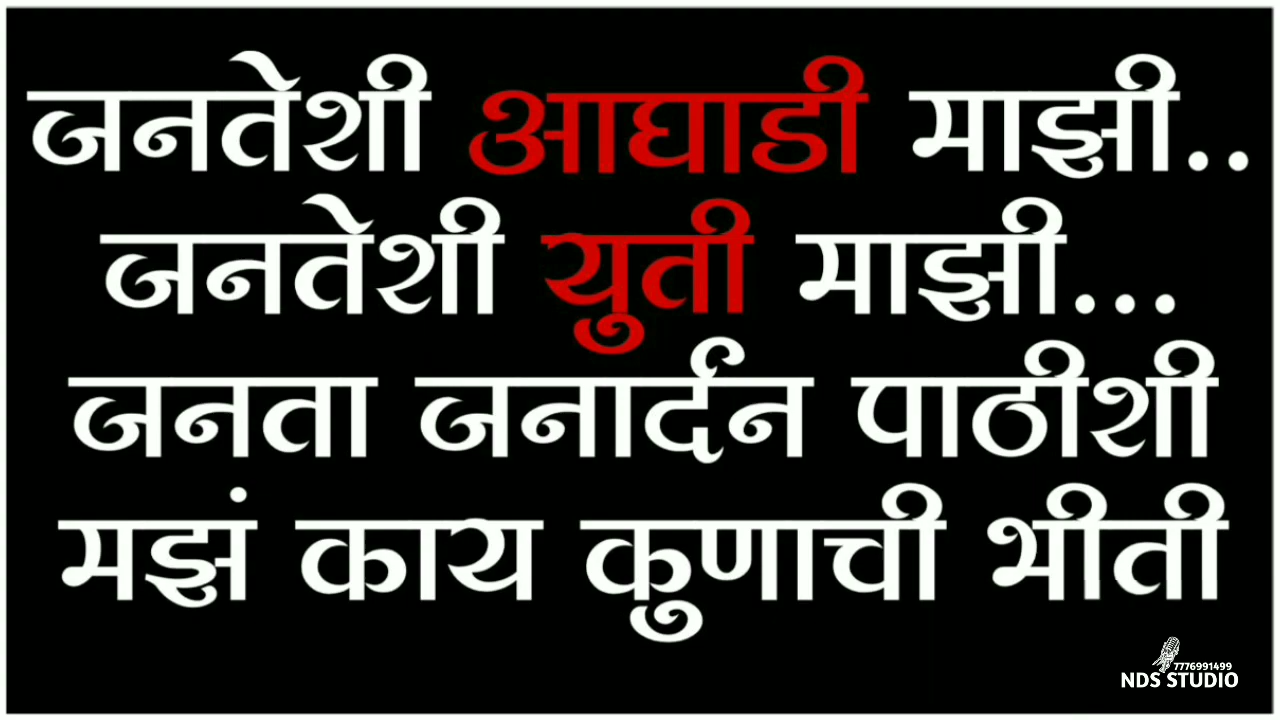 जनतेशी आघाडी माझी..
जनतेशी युती माझी...
जनता जनार्दन पाठीशी
मझं काय कुणाची भीती
7776991499
NDS STUDIO